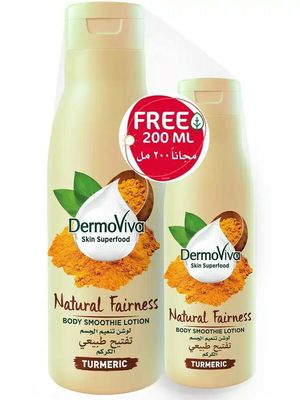 FREE
200 ML
مجاناً ٢٠٠ مل
DermoViva
Skin Superfood
Natural Fairness
BODY SMOOTHIE LOTION
لوشن تنعيم الجسم
تفتيح طبيعي
الكركم
TURMERIC
DermoViva
Skin Superfood
Natural Fairness
BODY SMOOTHIE LOTION
لوشن تنعيم الجسم
تفتيح طبيعي
الكركم
TURMERIC